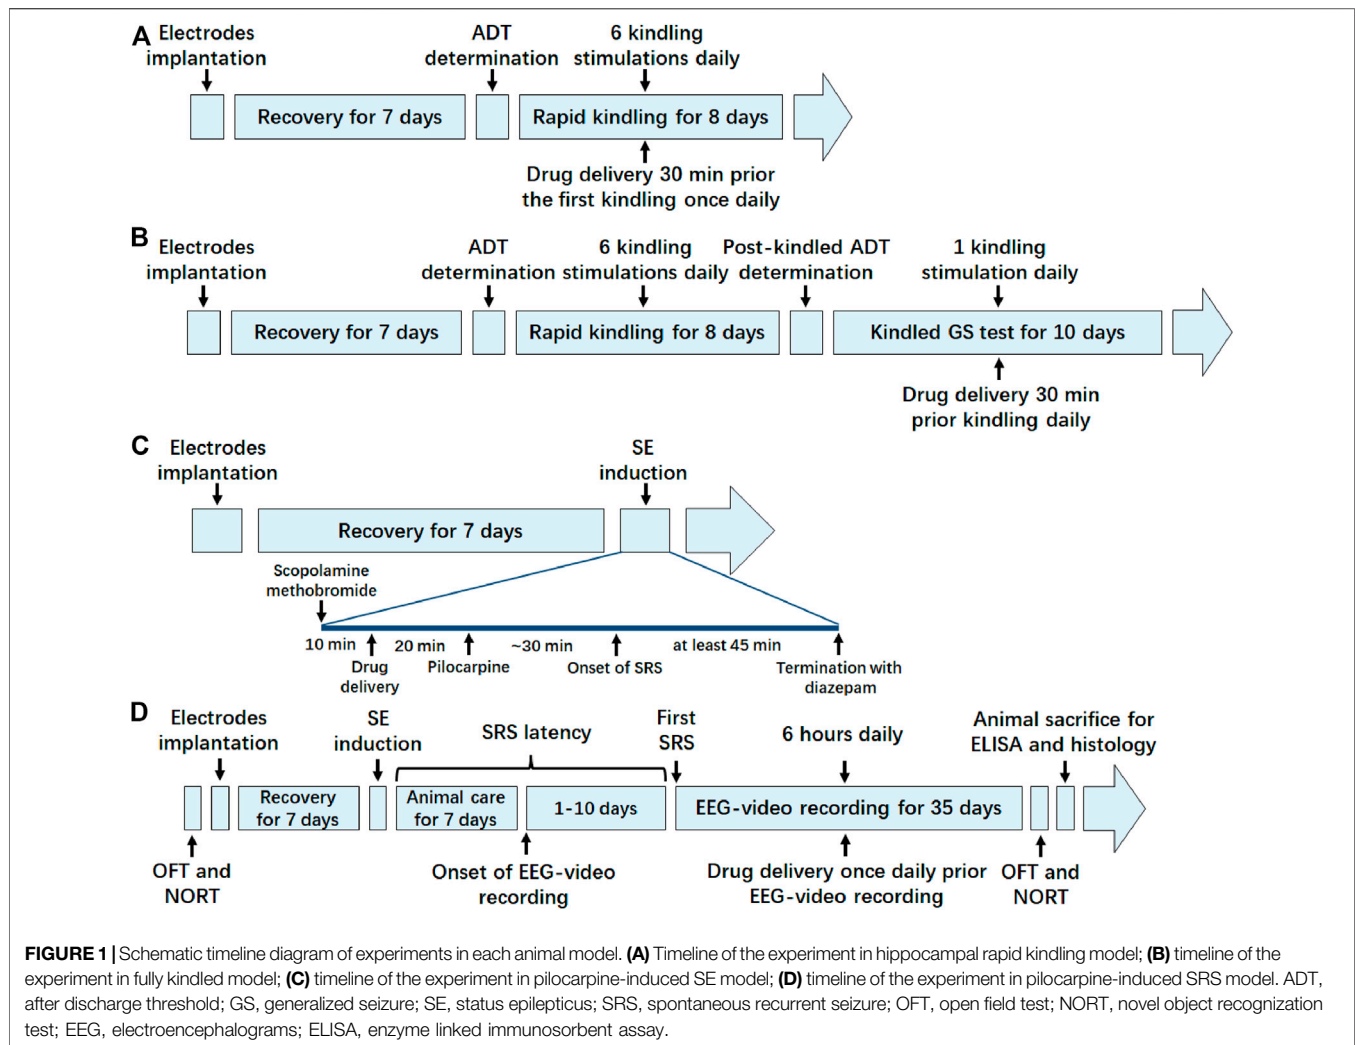 A
Electrodes
implantation
ADT
determination
6 kindling
stimulations daily
Recovery for 7 days
Rapid kindling for 8 days
Drug delivery 30 min prior
the first kindling once daily
B
Electrodes
implantation
ADT
determination
6 kindling
stimulations daily
Post-kindled ADT
determination
1 kindling
stimulation daily
Recovery for 7 days
Rapid kindling for 8 days
Kindled GS test for 10 days
Drug delivery 30 min
prior kindling daily
C
Electrodes
implantation
SE
induction
Recovery for 7 days
Scopolamine
methobromide
10 min
20 min
~30 min
at least 45 min
Drug
delivery
Pilocarpine
Onset of SRS
Termination with
diazepam
D
Electrodes
implantation
SE
induction
SRS latency
First
SRS
6 hours daily
Animal sacrifice for
ELISA and histology
Recovery
for 7 days
Animal care
for 7 days
1-10 days
EEG-video recording for 35 days
OFT and
NORT
Onset of EEG-video
recording
Drug delivery once daily prior
EEG-video recording
OFT and
NORT
FIGURE 1 | Schematic timeline diagram of experiments in each animal model. (A) Timeline of the experiment in hippocampal rapid kindling model; (B) timeline of the
experiment in fully kindled model; (C) timeline of the experiment in pilocarpine-induced SE model; (D) timeline of the experiment in pilocarpine-induced SRS model. ADT,
after discharge threshold; GS, generalized seizure; SE, status epilepticus; SRS, spontaneous recurrent seizure; OFT, open field test; NORT, novel object recognization
test; EEG, electroencephalograms; ELISA, enzyme linked immunosorbent assay.